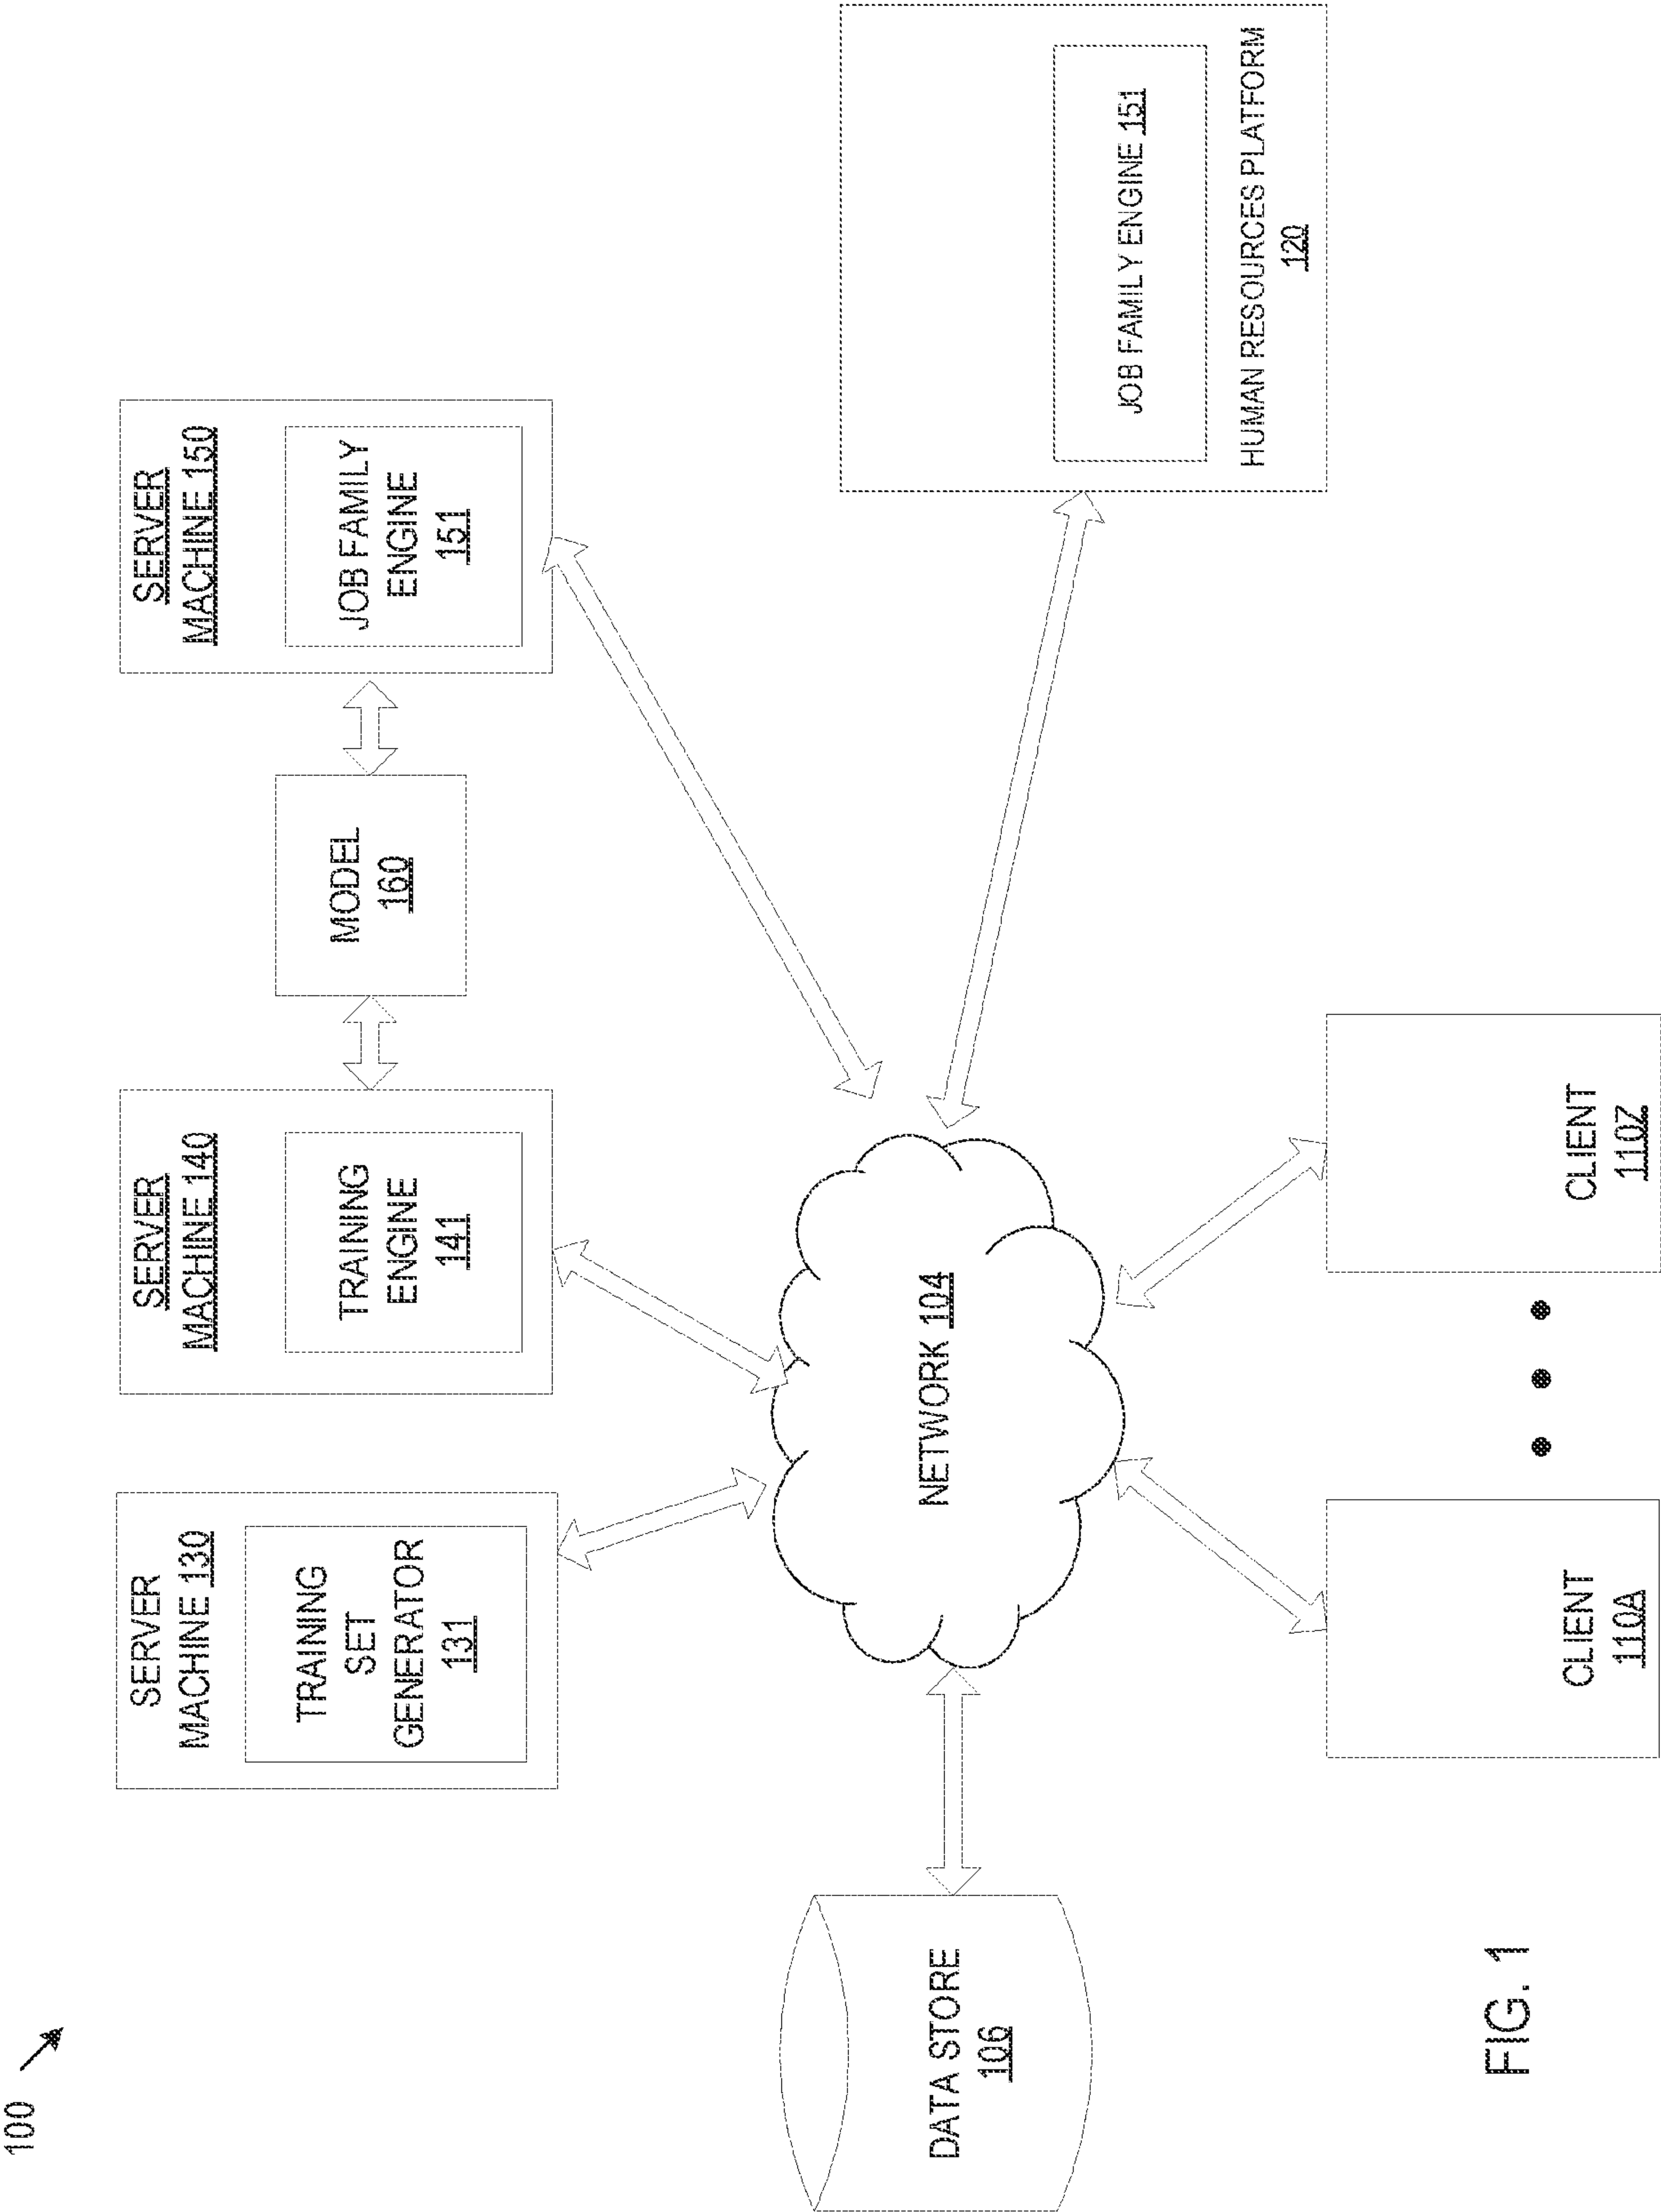 100
SERVER
MACHINE 130
TRAINING
SET
GENERATOR
131
SERVER
MACHINE 140
TRAINING
ENGINE
141
MODEL
160
SERVER
MACHINE 150
JOB FAMILY
ENGINE
151
DATA STORE
106
NETWORK 104
JOB FAMILY ENGINE 151
HUMAN RESOURCES PLATFORM
120
CLIENT
110A
CLIENT
110Z
FIG. 1